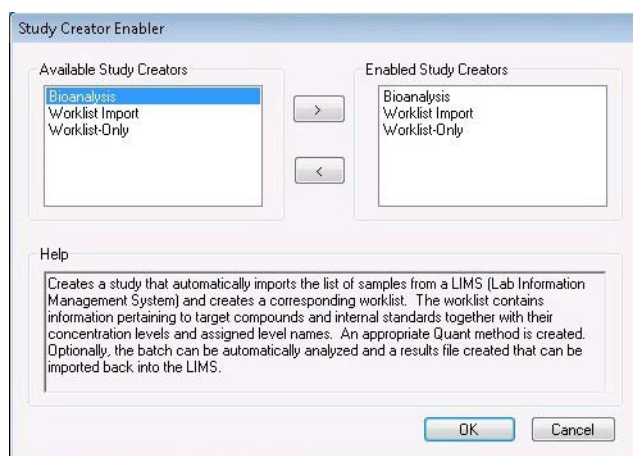 Study Creator Enabler
Available Study Creators
Bioanalysis
Worklist Import
Worklist-Only
>
<
Enabled Study Creators
Bioanalysis
Worklist Import
Worklist-Only
Help
Creates a study that automatically imports the list of samples from a LIMS (Lab Information
Management System) and creates a corresponding worklist. The worklist contains
information pertaining to target compounds and internal standards together with their
concentration levels and assigned level names. An appropriate Quant method is created.
Optionally, the batch can be automatically analyzed and a results file created that can be
imported back into the LIMS.
OK
Cancel